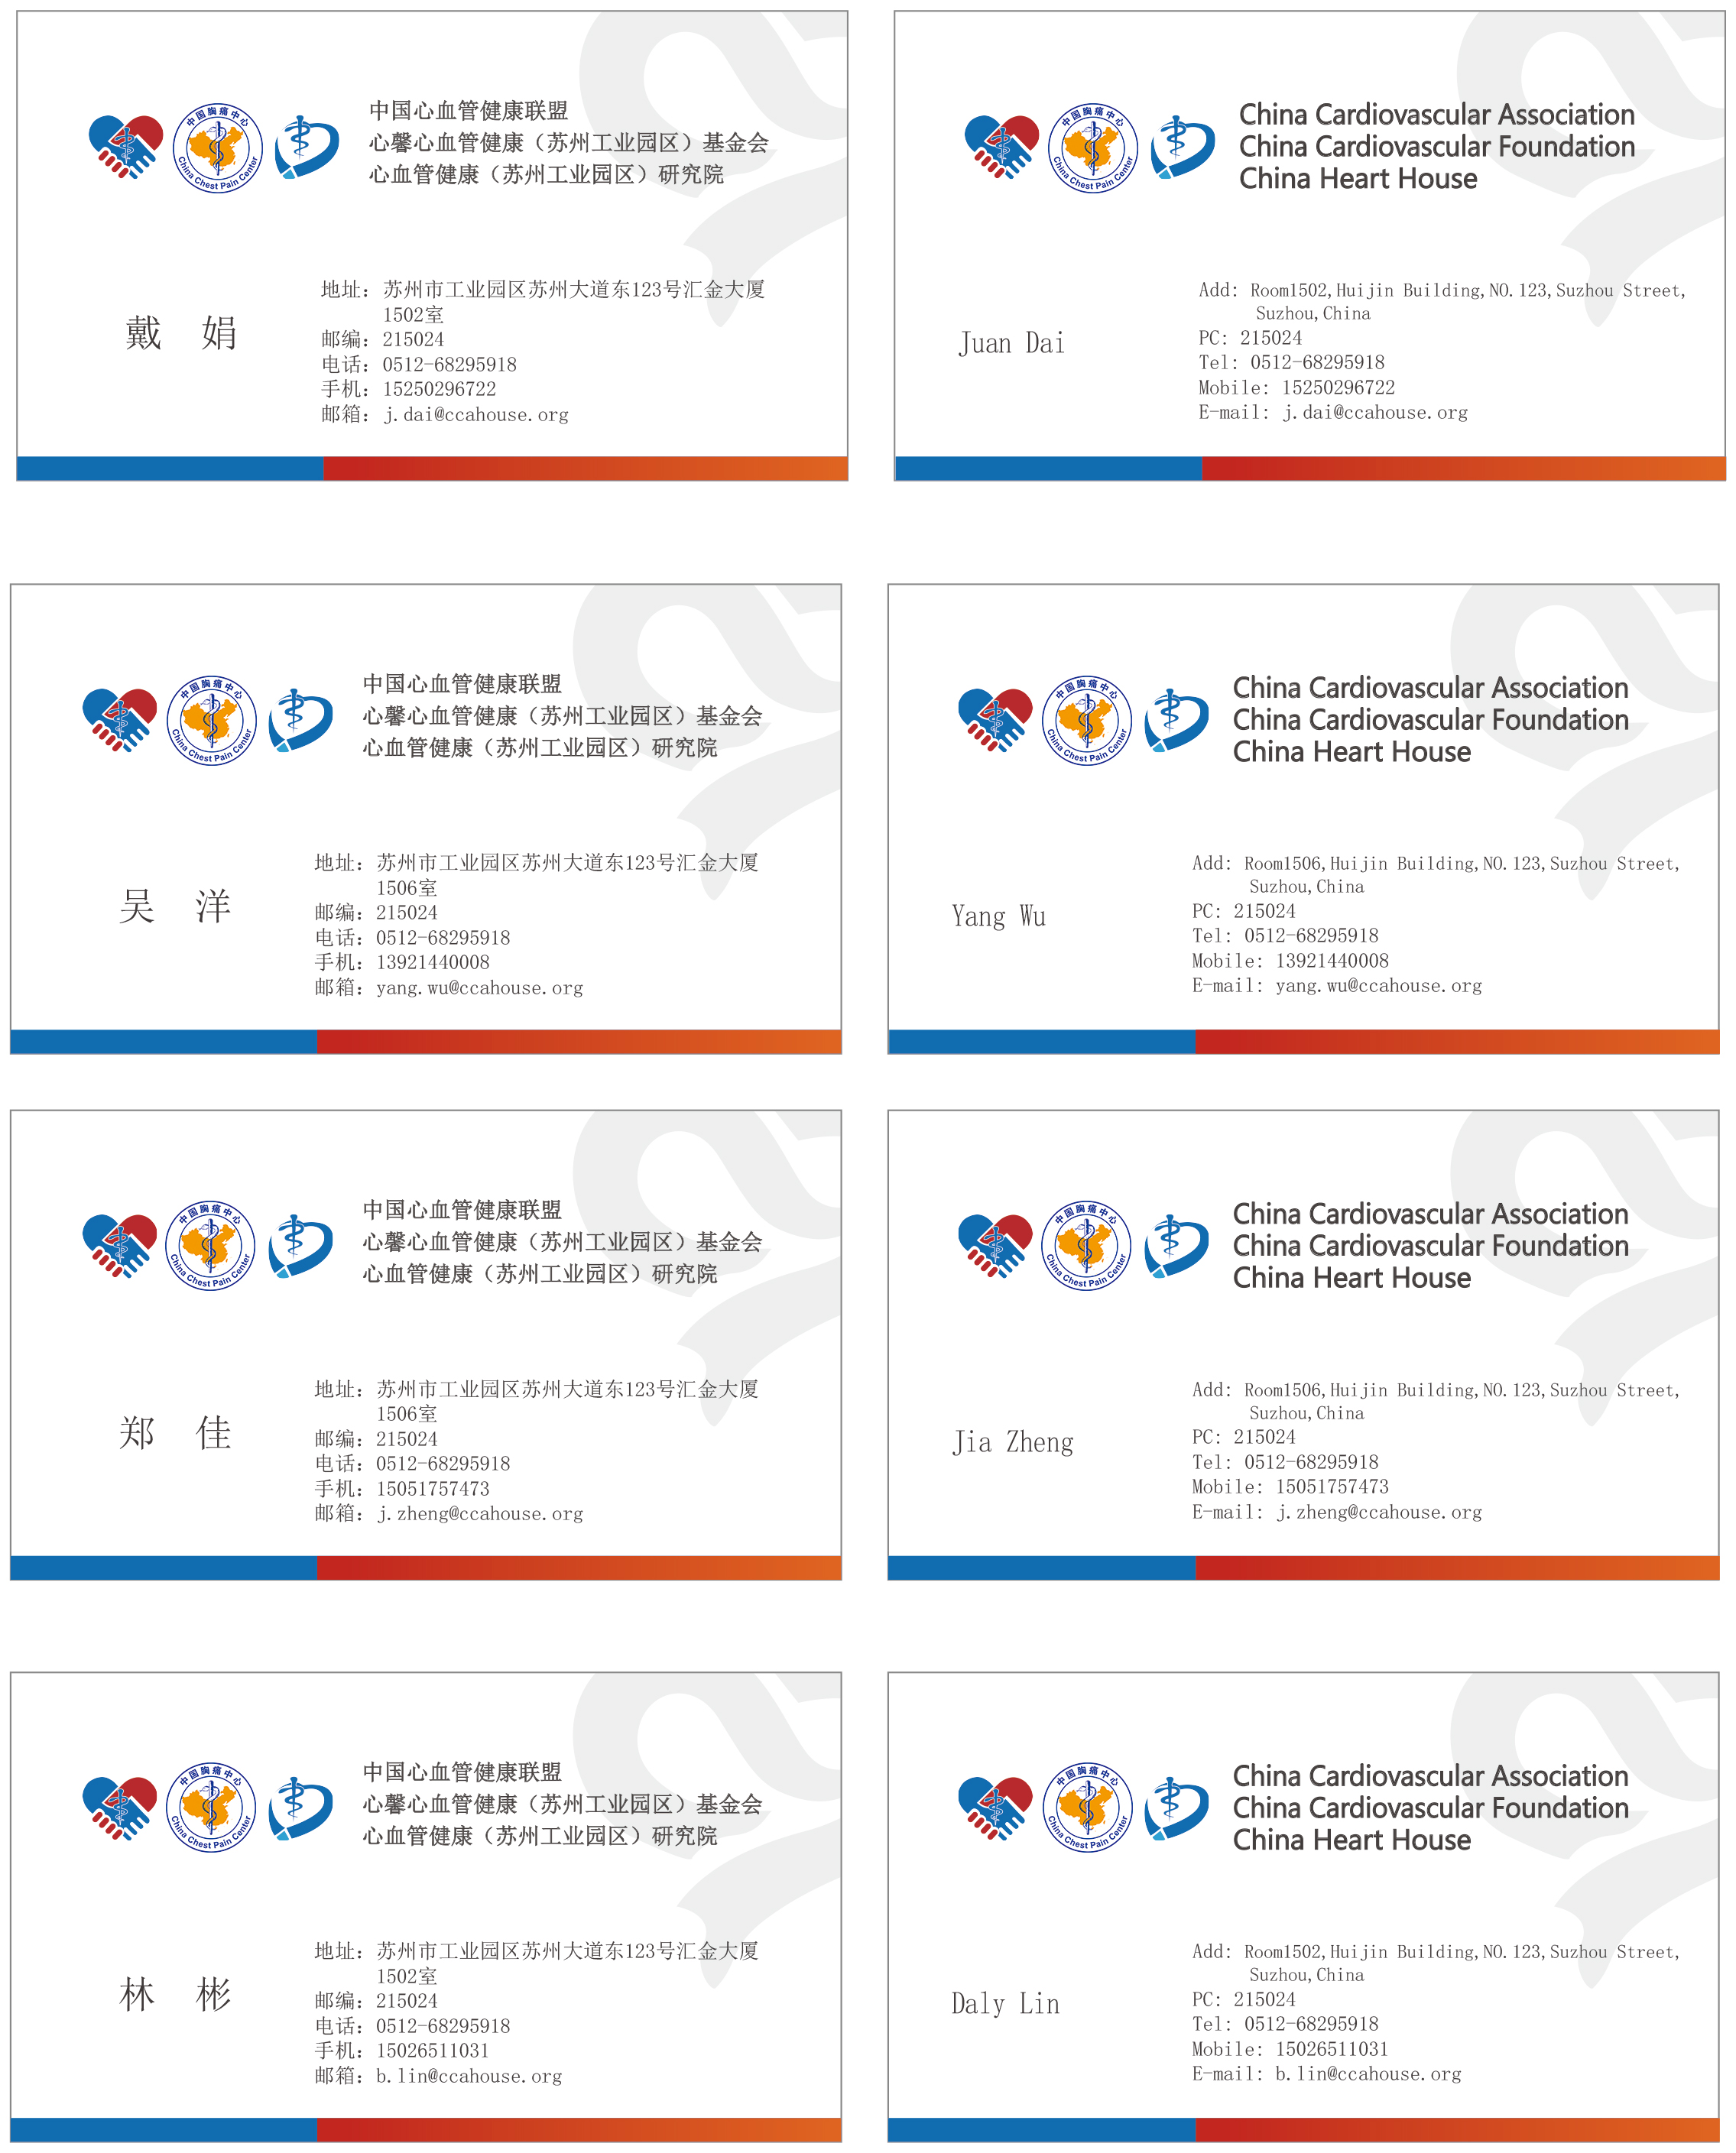 中国胸痛中心
China Chest Pain Center
中国心血管健康联盟
心馨心血管健康（苏州工业园区）基金会
心血管健康（苏州工业园区）研究院
戴 娟
地址：苏州市工业园区苏州大道东123号汇金大厦
1502室
邮编：215024
电话：0512-68295918
手机：15250296722
邮箱：j.dai@ccahouse.org
中国胸痛中心
China Chest Pain Center
China Cardiovascular Association
China Cardiovascular Foundation
China Heart House
Juan Dai
Add: Room1502,Huijin Building,NO.123,Suzhou Street,
Suzhou,China
PC: 215024
Tel: 0512-68295918
Mobile: 15250296722
E-mail: j.dai@ccahouse.org
中国胸痛中心
China Chest Pain Center
中国心血管健康联盟
心馨心血管健康（苏州工业园区）基金会
心血管健康（苏州工业园区）研究院
吴 洋
地址：苏州市工业园区苏州大道东123号汇金大厦
1506室
邮编：215024
电话：0512-68295918
手机：13921440008
邮箱：yang.wu@ccahouse.org
中国胸痛中心
China Chest Pain Center
China Cardiovascular Association
China Cardiovascular Foundation
China Heart House
Yang Wu
Add: Room1506,Huijin Building,NO.123,Suzhou Street,
Suzhou,China
PC: 215024
Tel: 0512-68295918
Mobile: 13921440008
E-mail: yang.wu@ccahouse.org
中国胸痛中心
China Chest Pain Center
中国心血管健康联盟
心馨心血管健康（苏州工业园区）基金会
心血管健康（苏州工业园区）研究院
郑 佳
地址：苏州市工业园区苏州大道东123号汇金大厦
1506室
邮编：215024
电话：0512-68295918
手机：15051757473
邮箱：j.zheng@ccahouse.org
中国胸痛中心
China Chest Pain Center
China Cardiovascular Association
China Cardiovascular Foundation
China Heart House
Jia Zheng
Add: Room1506,Huijin Building,NO.123,Suzhou Street,
Suzhou,China
PC: 215024
Tel: 0512-68295918
Mobile: 15051757473
E-mail: j.zheng@ccahouse.org
中国胸痛中心
China Chest Pain Center
中国心血管健康联盟
心馨心血管健康（苏州工业园区）基金会
心血管健康（苏州工业园区）研究院
林 彬
地址：苏州市工业园区苏州大道东123号汇金大厦
1502室
邮编：215024
电话：0512-68295918
手机：15026511031
邮箱：b.lin@ccahouse.org
中国胸痛中心
China Chest Pain Center
China Cardiovascular Association
China Cardiovascular Foundation
China Heart House
Daly Lin
Add: Room1502,Huijin Building,NO.123,Suzhou Street,
Suzhou,China
PC: 215024
Tel: 0512-68295918
Mobile: 15026511031
E-mail: b.lin@ccahouse.org